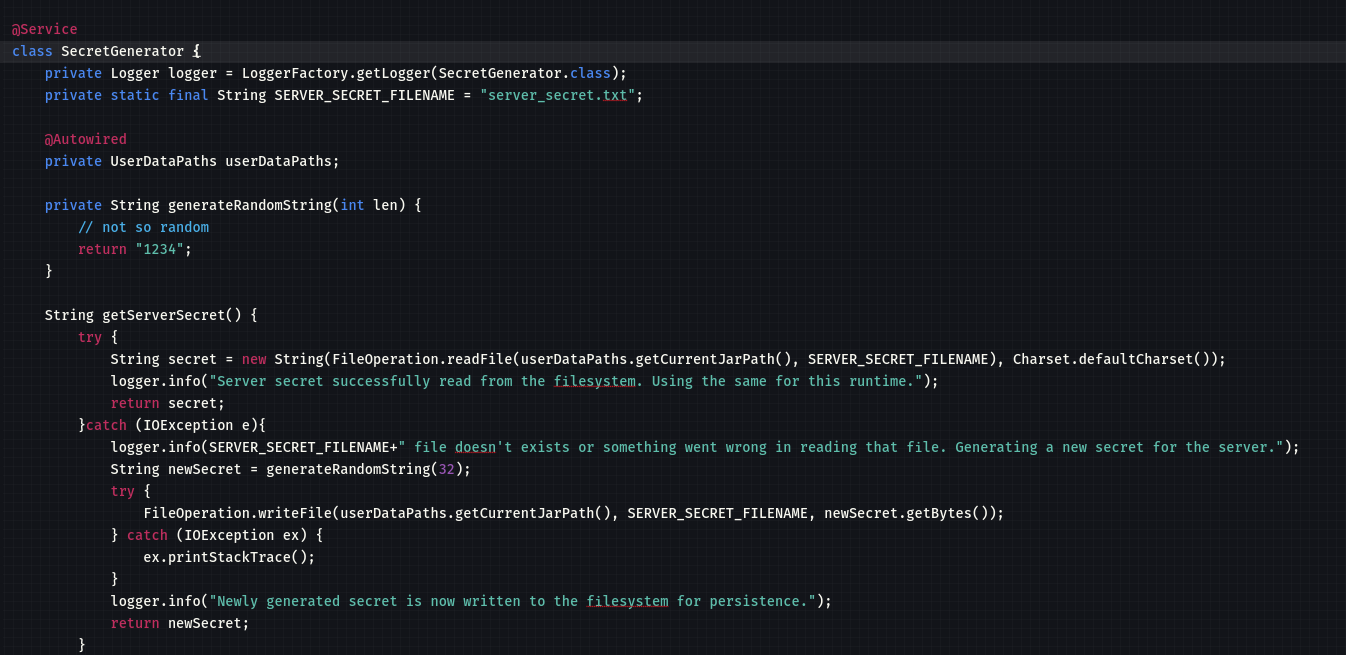 @Service
class SecretGenerator {
    private Logger logger = LoggerFactory.getLogger(SecretGenerator.class);
    private static final String SERVER_SECRET_FILENAME = "server_secret.txt";

    @Autowired
    private UserDataPaths userDataPaths;

    private String generateRandomString(int len) {
        // not so random
        return "1234";
    }

    String getServerSecret() {
        try {
            String secret = new String(FileOperation.readFile(userDataPaths.getCurrentJarPath(), SERVER_SECRET_FILENAME), Charset.defaultCharset());
            logger.info("Server secret successfully read from the filesystem. Using the same for this runtime.");
            return secret;
        }catch (IOException e){
            logger.info(SERVER_SECRET_FILENAME+" file doesn't exists or something went wrong in reading that file. Generating a new secret for the server.");
            String newSecret = generateRandomString(32);
            try {
                FileOperation.writeFile(userDataPaths.getCurrentJarPath(), SERVER_SECRET_FILENAME, newSecret.getBytes());
            } catch (IOException ex) {
                ex.printStackTrace();
            }
            logger.info("Newly generated secret is now written to the filesystem for persistence.");
            return newSecret;
        }